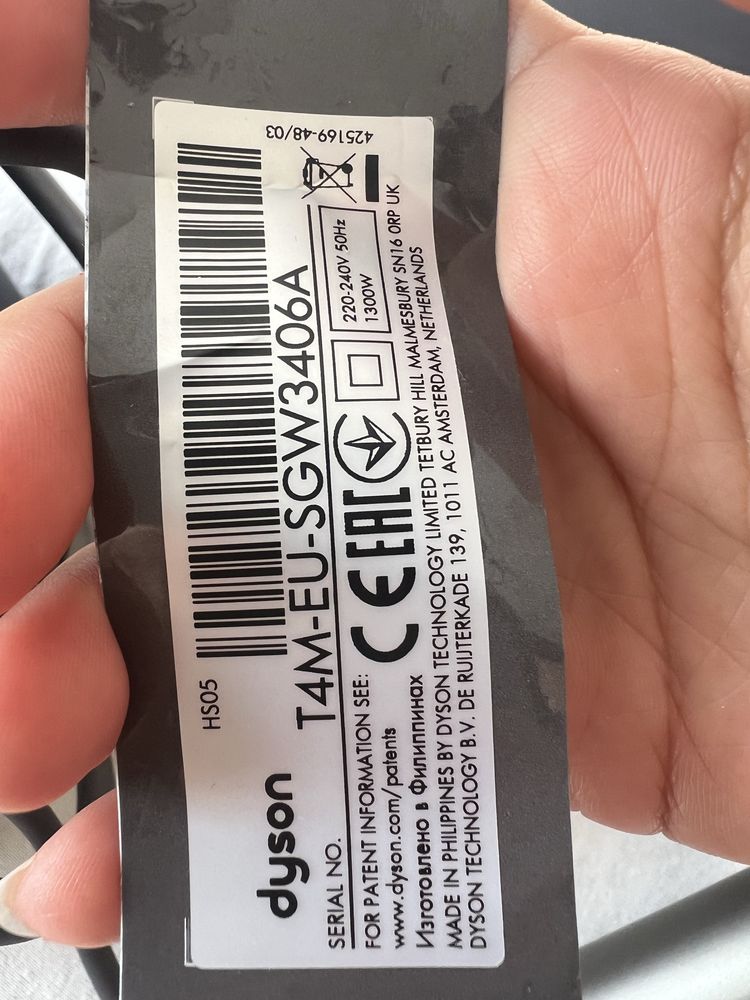 dyson
HS05
SERIAL NO.
T4M-EU-SGW3406A
FOR PATENT INFORMATION SEE:
www.dyson.com/patents
Изготовлено в Филиппинах
CE EAC
220-240V 50Hz
1300W
MADE IN PHILIPPINES BY DYSON TECHNOLOGY LIMITED TETBURY HILL MALMESBURY SN16 0RP UK
DYSON TECHNOLOGY B.V. DE RUIJTERKADE 139, 1011 AC AMSTERDAM, NETHERLANDS
425169-48/03